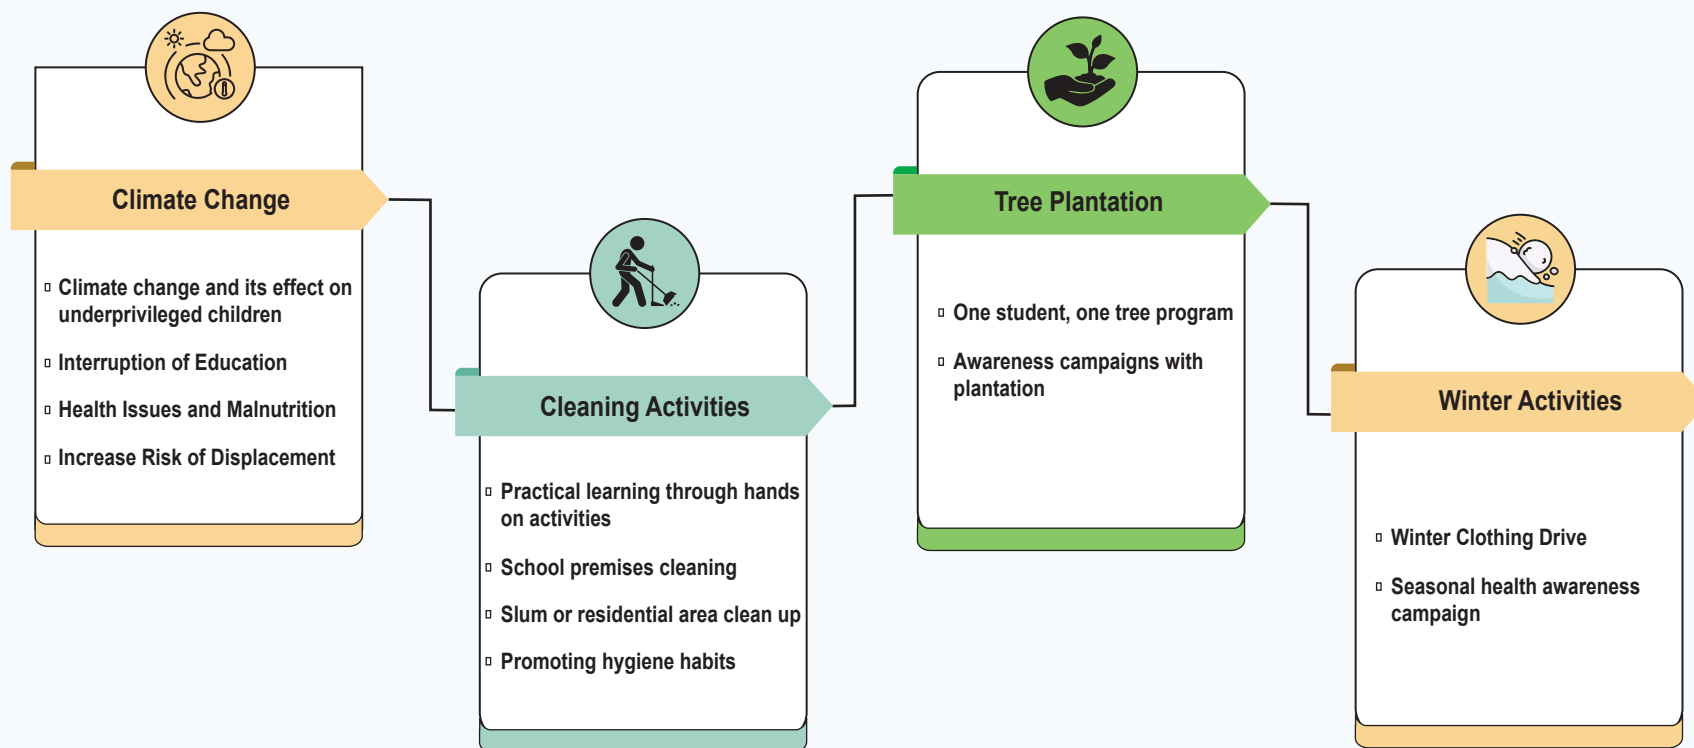 Climate Change
Climate change and its effect on
underprivileged children
Interruption of Education
Health Issues and Malnutrition
Increase Risk of Displacement
Cleaning Activities
Practical learning through hands
on activities
School premises cleaning
Slum or residential area clean up
Promoting hygiene habits
Tree Plantation
One student, one tree program
Awareness campaigns with
plantation
Winter Activities
Winter Clothing Drive
Seasonal health awareness
campaign